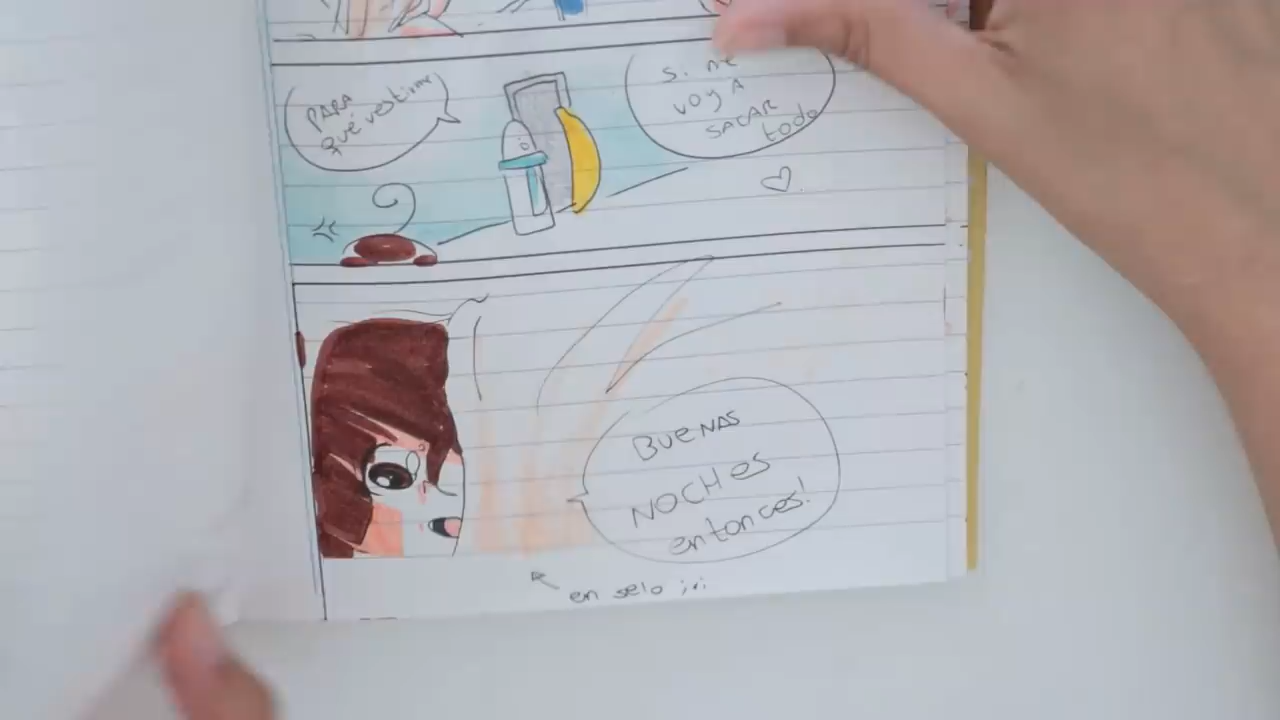 PARA
qué vestirme
Si me
VOY A
SACAR
todo
BUENAS
NOCHES
entonces!
en selo